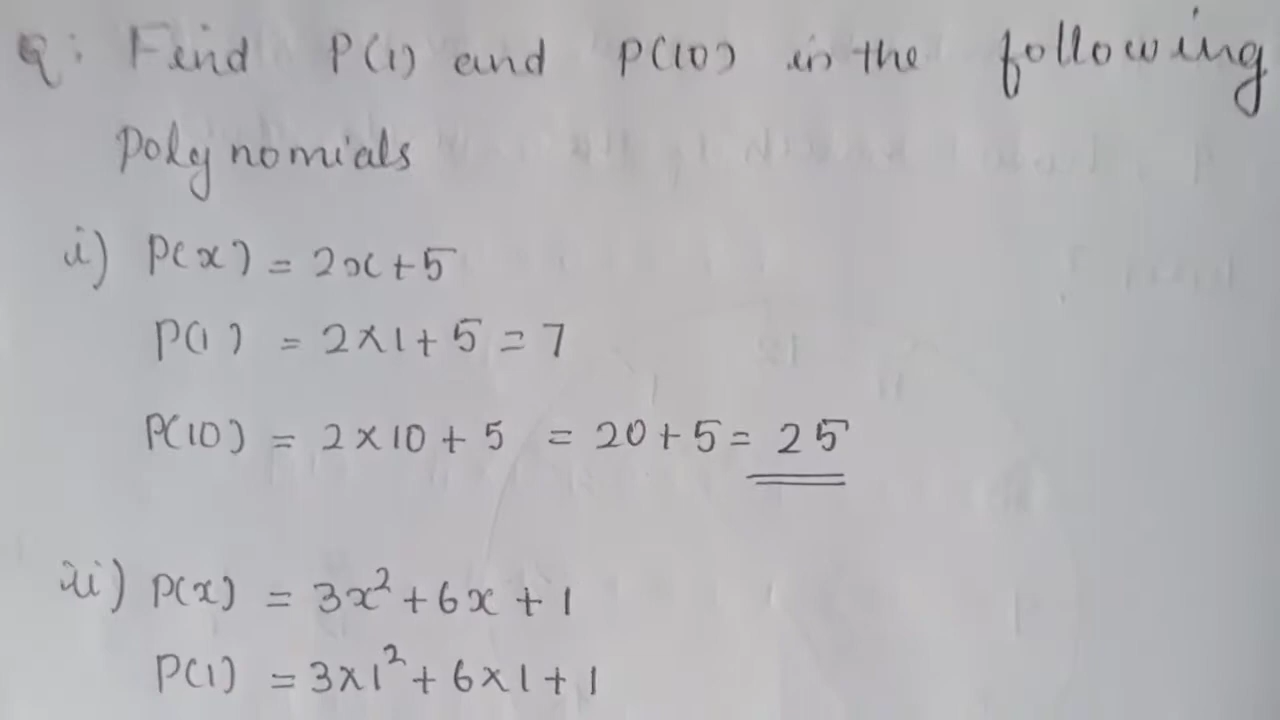 Q: Find P(1) and P(10) in the following
Polynomials
i) P(x) = 2x+5
P(1) = 2×1+5 = 7
P(10) = 2×10+5 = 20+5= 25
ii) P(x) = 3x²+6x+1
P(1) = 3×1²+6×1+1